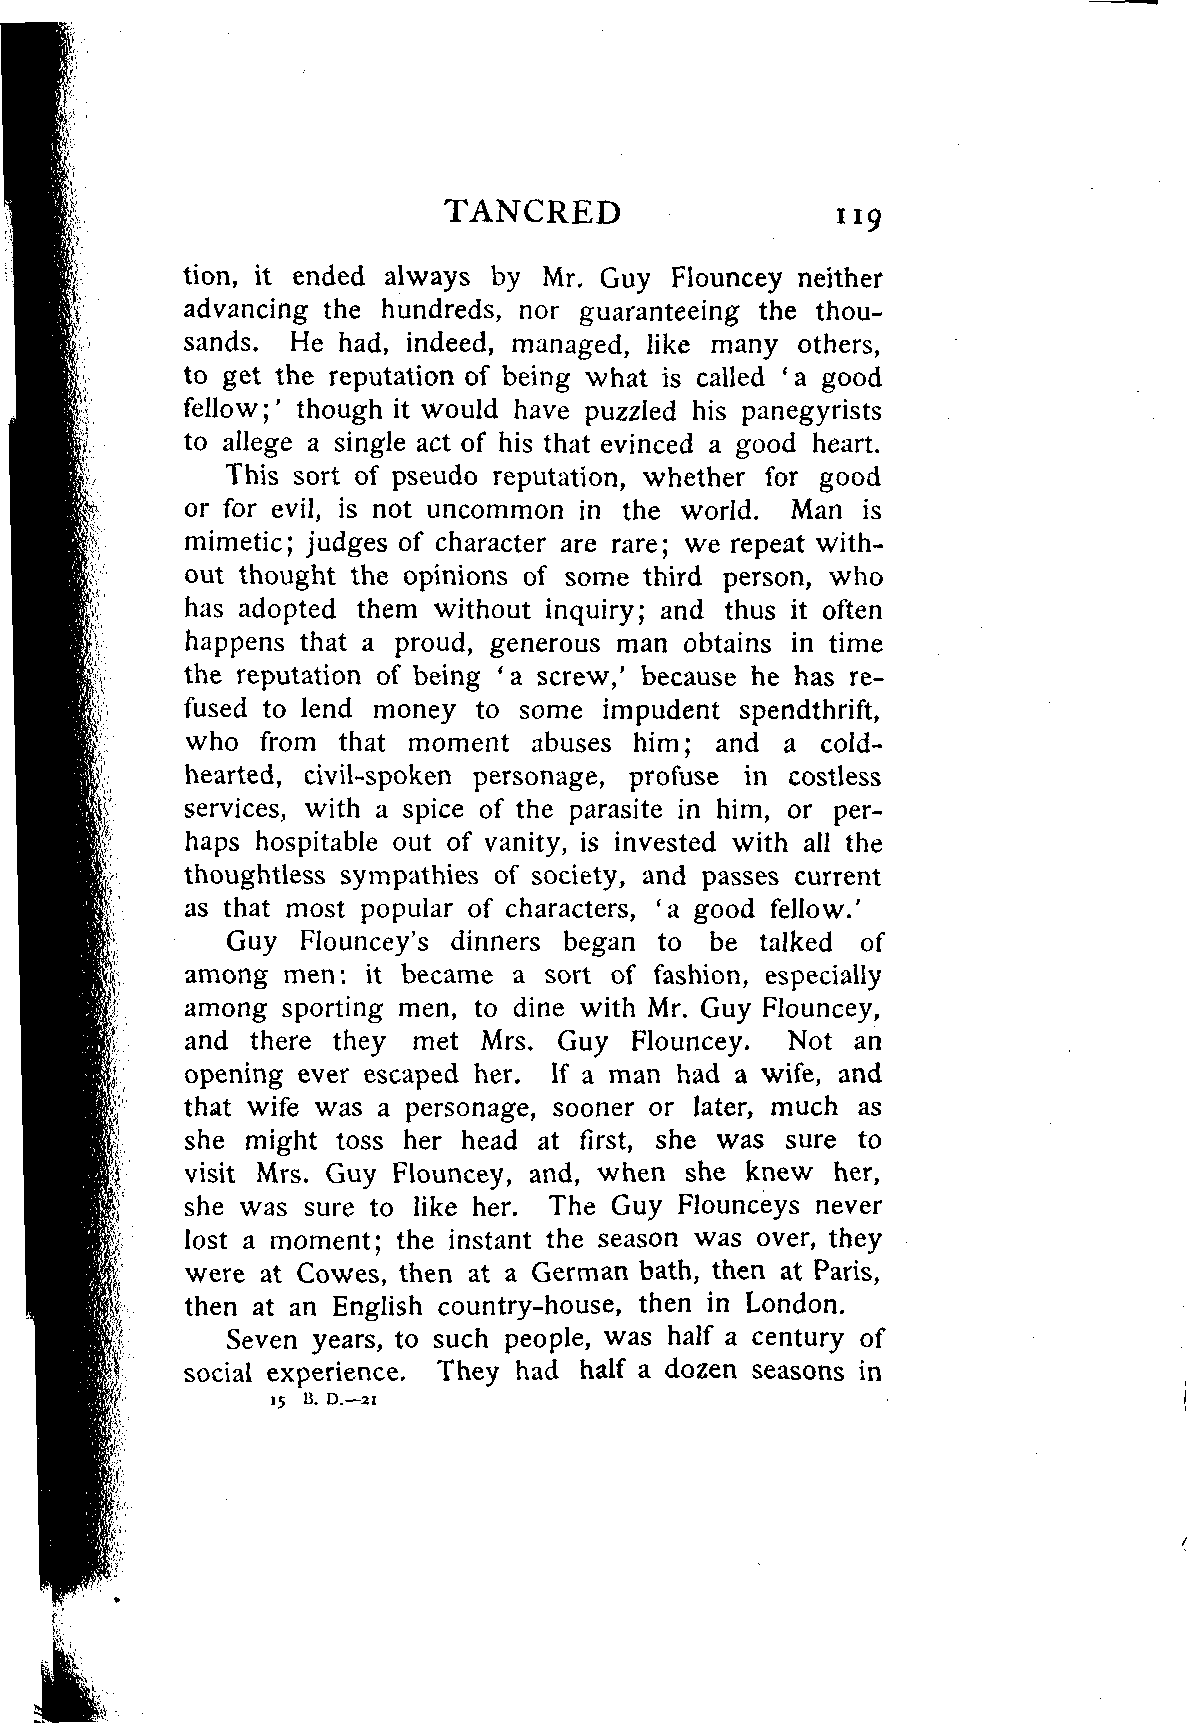 TANCRED 119
tion, it ended always by Mr. Guy Flouncey neither
advancing the hundreds, nor guaranteeing the thou-
sands. He had, indeed, managed, like many others,
to get the reputation of being what is called ‘a good
fellow;’ though it would have puzzled his panegyrists
to allege a single act of his that evinced a good heart.
This sort of pseudo reputation, whether for good
or for evil, is not uncommon in the world. Man is
mimetic; judges of character are rare; we repeat with-
out thought the opinions of some third person, who
has adopted them without inquiry; and thus it often
happens that a proud, generous man obtains in time
the reputation of being ‘a screw,’ because he has re-
fused to lend money to some impudent spendthrift,
who from that moment abuses him; and a cold-
hearted, civil-spoken personage, profuse in costless
services, with a spice of the parasite in him, or per-
haps hospitable out of vanity, is invested with all the
thoughtless sympathies of society, and passes current
as that most popular of characters, ‘a good fellow.’
Guy Flouncey's dinners began to be talked of
among men: it became a sort of fashion, especially
among sporting men, to dine with Mr. Guy Flouncey,
and there they met Mrs. Guy Flouncey. Not an
opening ever escaped her. If a man had a wife, and
that wife was a personage, sooner or later, much as
she might toss her head at first, she was sure to
visit Mrs. Guy Flouncey, and, when she knew her,
she was sure to like her. The Guy Flounceys never
lost a moment; the instant the season was over, they
were at Cowes, then at a German bath, then at Paris,
then at an English country-house, then in London.
Seven years, to such people, was half a century of
social experience. They had half a dozen seasons in
15 B. D.—21